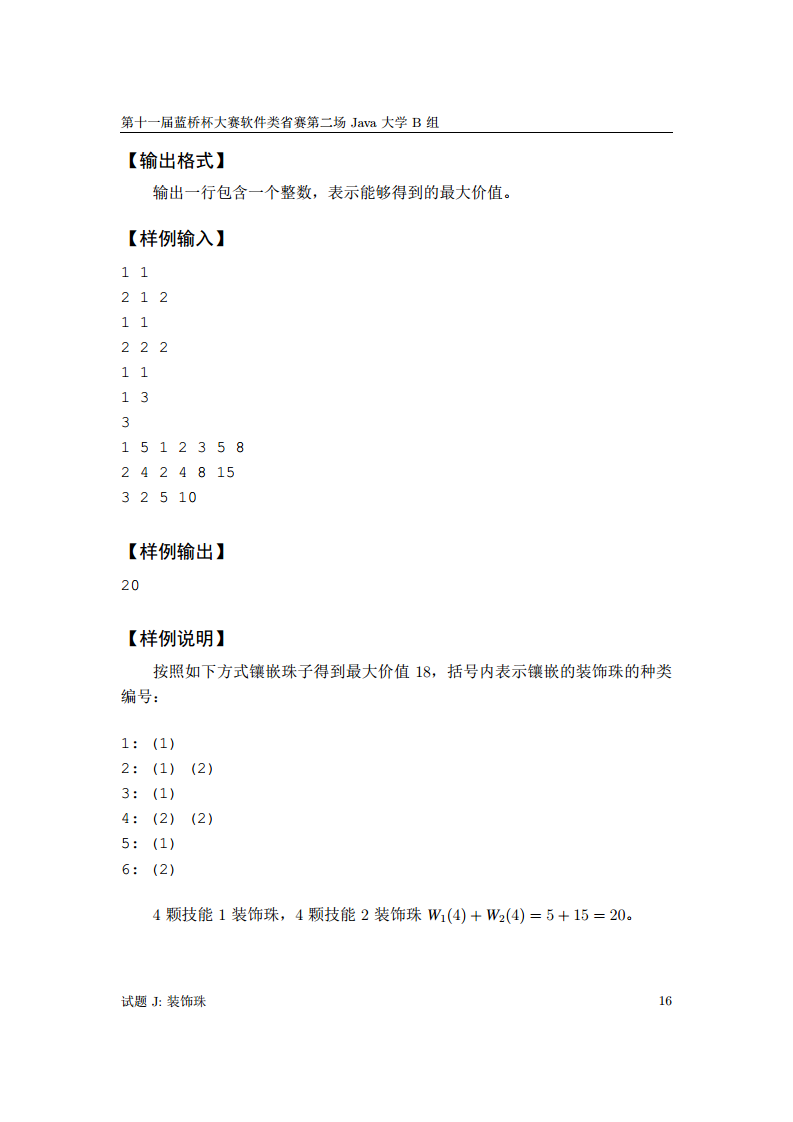 第十一届蓝桥杯大赛软件类省赛第二场 Java 大学 B 组
【输出格式】
输出一行包含一个整数，表示能够得到的最大价值。
【样例输入】
1 1
2 1 2
1 1
2 2 2
1 1
1 3
3
1 5 1 2 3 5 8
2 4 2 4 8 15
3 2 5 10
【样例输出】
20
【样例说明】
按照如下方式镶嵌珠子得到最大价值 18，括号内表示镶嵌的装饰珠的种类
编号：
1: (1)
2: (1) (2)
3: (1)
4: (2) (2)
5: (1)
6: (2)
4 颗技能 1 装饰珠，4 颗技能 2 装饰珠 W₁(4) + W₂(4) = 5 + 15 = 20。
试题 J: 装饰珠 16